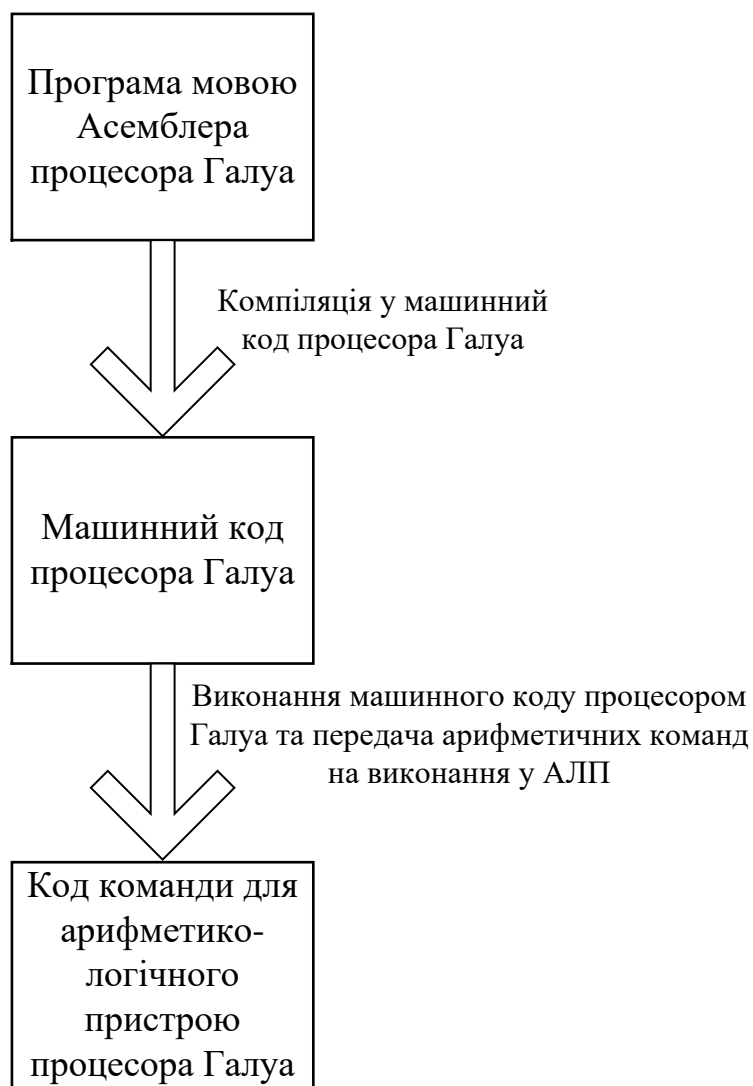 Програма мовою
Асемблера
процесора Галуа
Компіляція у машинний
код процесора Галуа
Машинний код
процесора Галуа
Виконання машинного коду процесором
Галуа та передача арифметичних команд
на виконання у АЛП
Код команди для
арифметико-
логічного
пристрою
процесора Галуа